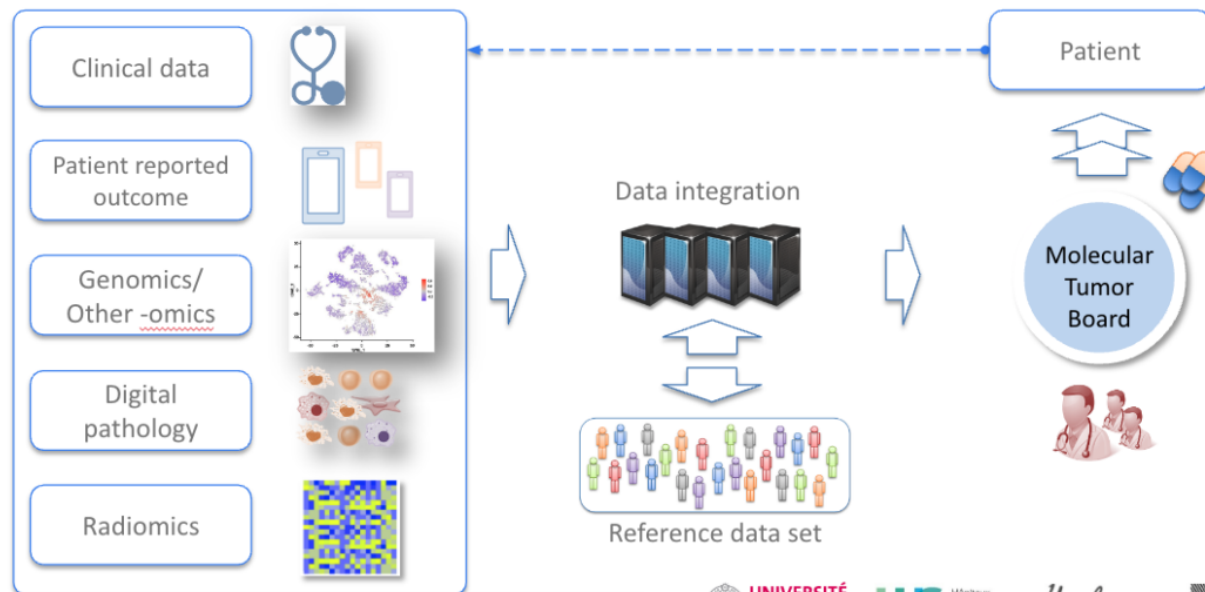 Clinical data
Patient reported
outcome
Genomics/
Other -omics
Digital
pathology
Radiomics
Data integration
Reference data set
Patient
Molecular
Tumor
Board
UNIVERSITÉ